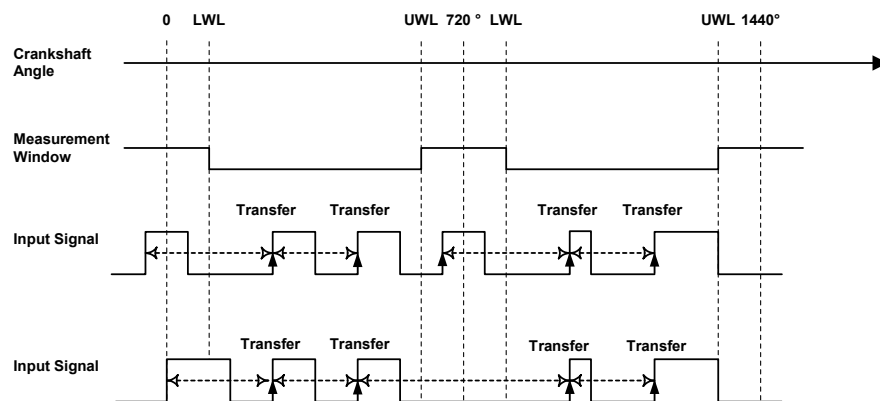 0 LWL UWL 720 ° LWL UWL 1440°
Crankshaft
Angle
Measurement
Window
Transfer Transfer Transfer Transfer
Input Signal
Transfer Transfer Transfer Transfer
Input Signal